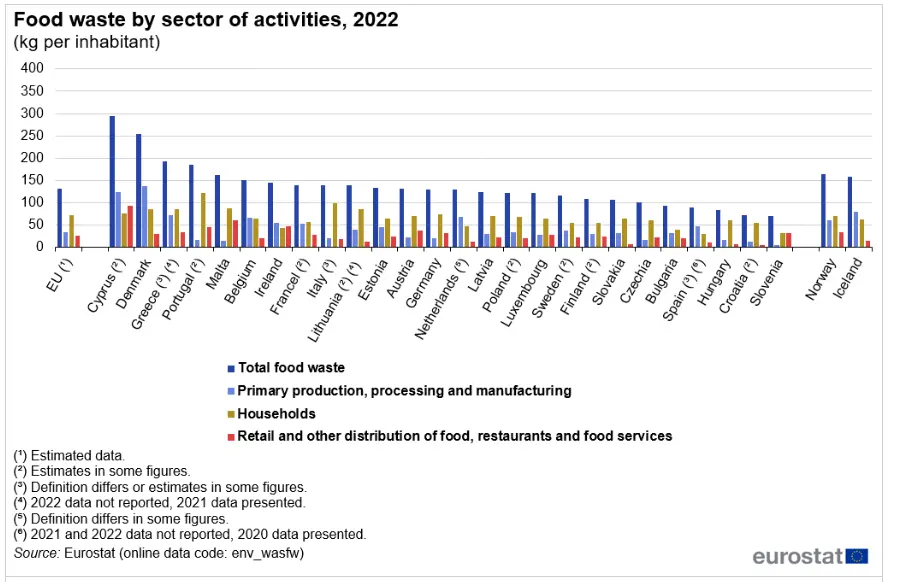 Food waste by sector of activities, 2022
(kg per inhabitant)
400
350
300
250
200
150
100
50
0
EU (¹)
Cyprus (²)
Denmark
Greece (³) (⁴)
Portugal (²)
Malta
Belgium
Ireland
Francel (²)
Italy (³)
Lithuania (²) (⁴)
Estonia
Austria
Germany
Netherlands (⁵)
Latvia
Poland (²)
Luxembourg
Sweden (²)
Finland (²)
Slovakia
Czechia
Bulgaria
Spain (³) (⁶)
Hungary
Croatia (²)
Slovenia
Norway
Iceland
Total food waste
Primary production, processing and manufacturing
Households
Retail and other distribution of food, restaurants and food services
(¹) Estimated data.
(²) Estimates in some figures.
(³) Definition differs or estimates in some figures.
(⁴) 2022 data not reported, 2021 data presented.
(⁵) Definition differs in some figures.
(⁶) 2021 and 2022 data not reported, 2020 data presented.
Source: Eurostat (online data code: env_wasfw)
eurostat